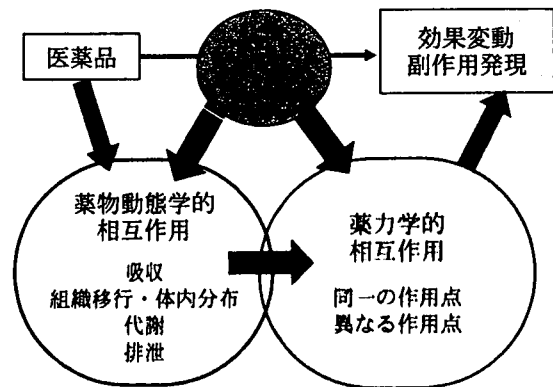 医薬品
効果変動
副作用発現
薬物動態学的
相互作用
吸収
組織移行・体内分布
代謝
排泄
薬力学的
相互作用
同一の作用点
異なる作用点